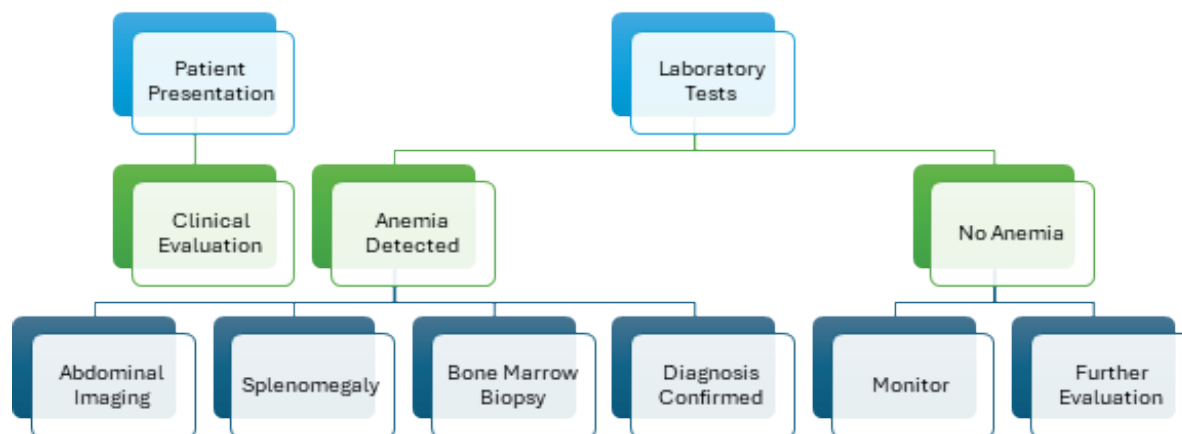 Patient
Presentation
Laboratory
Tests
Clinical
Evaluation
Anemia
Detected
No Anemia
Abdominal
Imaging
Splenomegaly
Bone Marrow
Biopsy
Diagnosis
Confirmed
Monitor
Further
Evaluation